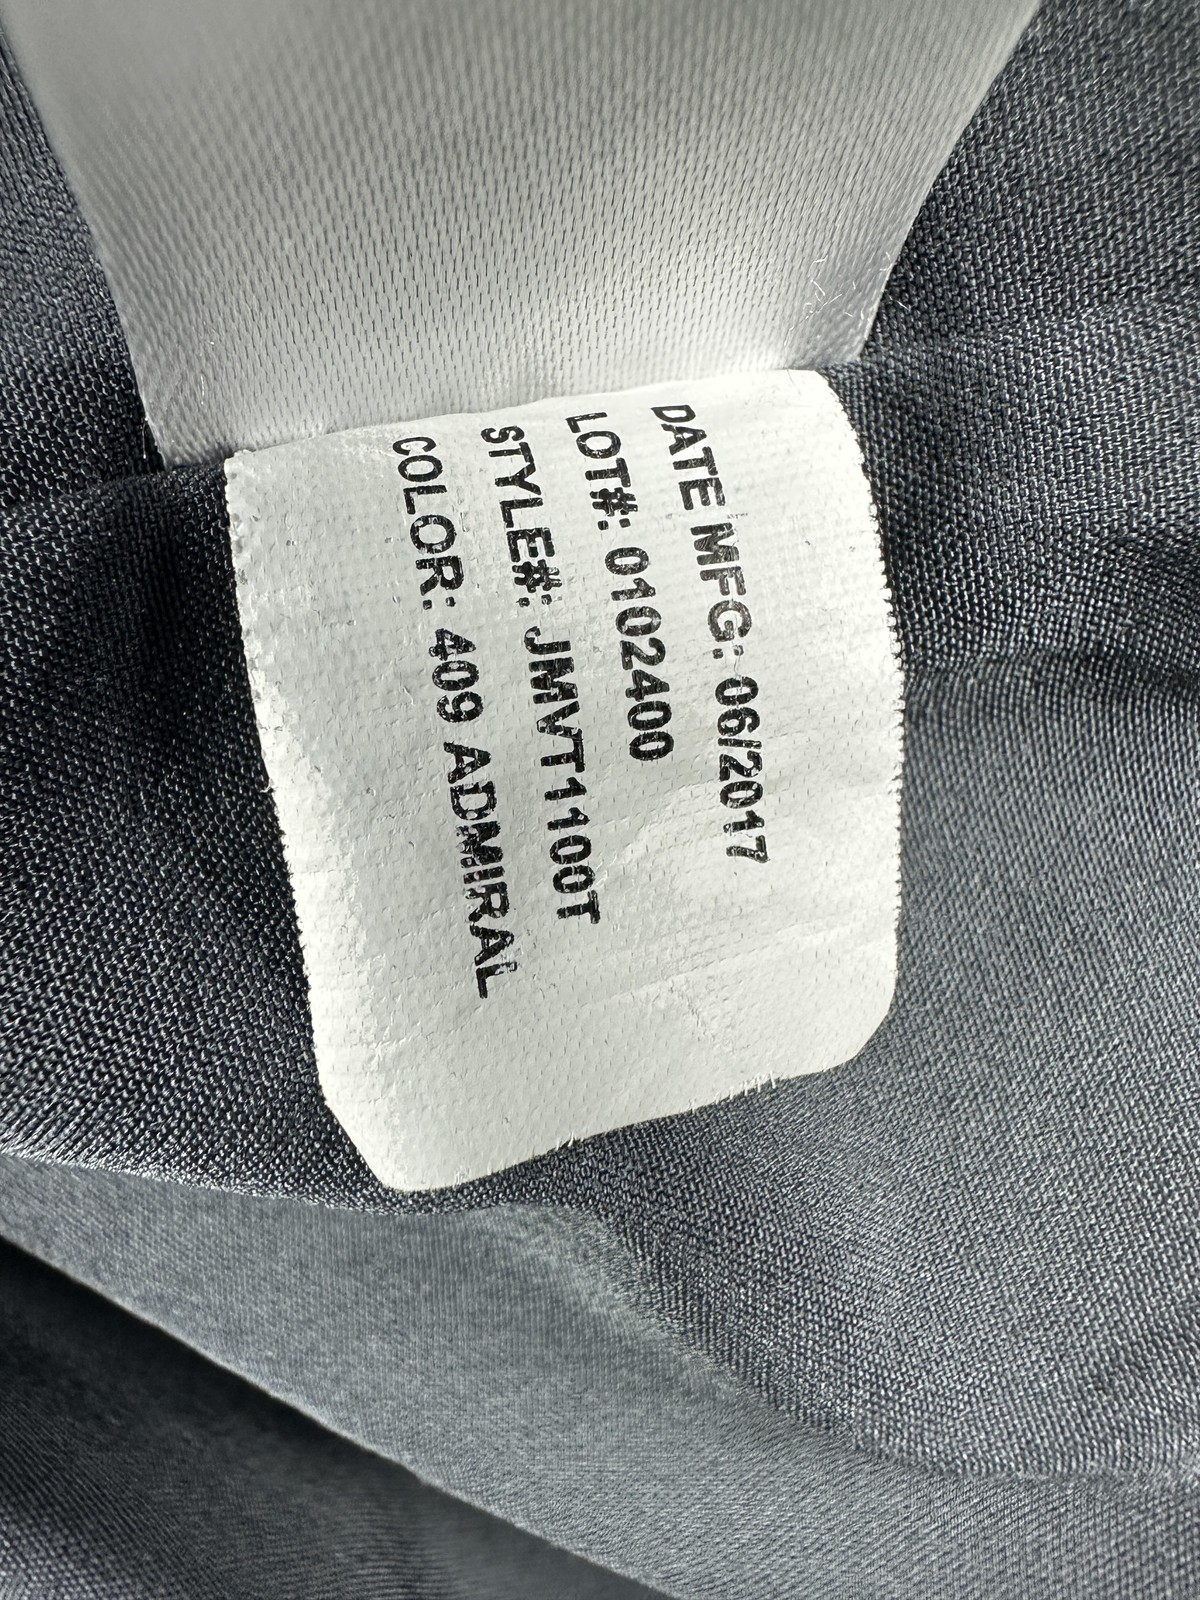 DATE MFG: 06/2017
LOT#: 0102400
STYLE#: JMVT1100T
COLOR: 409 ADMIRAL